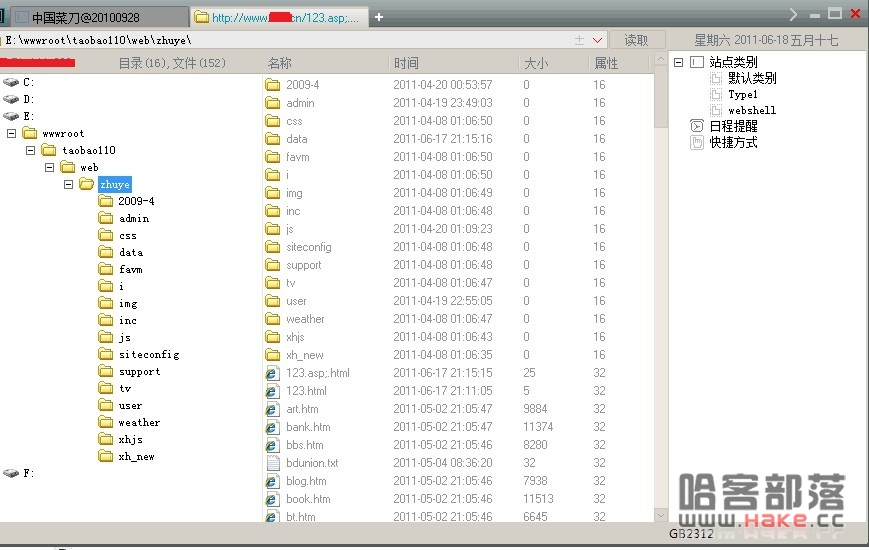 中国菜刀@20100928
http://www. .cn/123.asp;....
E:\wwwroot\taobao110\web\zhuye\
读取
星期六 2011-06-18 五月十七
目录(16),文件(152)
名称 时间 大小 属性
C:
D:
E:
wwwroot
taobao110
web
zhuye
2009-4
admin
css
data
favm
i
img
inc
js
siteconfig
support
tv
user
weather
xhjs
xh_new
F:
2009-4 2011-04-20 00:53:57 0 16
admin 2011-04-19 23:49:03 0 16
css 2011-04-08 01:06:50 0 16
data 2011-06-17 21:15:16 0 16
favm 2011-04-08 01:06:50 0 16
i 2011-04-08 01:06:50 0 16
img 2011-04-08 01:06:49 0 16
inc 2011-04-08 01:06:48 0 16
js 2011-04-20 01:09:23 0 16
siteconfig 2011-04-08 01:06:48 0 16
support 2011-04-08 01:06:48 0 16
tv 2011-04-08 01:06:47 0 16
user 2011-04-19 22:55:05 0 16
weather 2011-04-08 01:06:47 0 16
xhjs 2011-04-08 01:06:43 0 16
xh_new 2011-04-08 01:06:35 0 16
123.asp;.html 2011-06-17 21:15:15 25 32
123.html 2011-06-17 21:11:05 5 32
art.htm 2011-05-02 21:05:47 9884 32
bank.htm 2011-05-02 21:05:47 11374 32
bbs.htm 2011-05-02 21:05:46 8280 32
bdunion.txt 2011-05-04 08:36:20 32 32
blog.htm 2011-05-02 21:05:46 7938 32
book.htm 2011-05-02 21:05:46 11513 32
bt.htm 2011-05-02 21:05:46 6645 32
站点类别
默认类别
Type1
webshell
日程提醒
快捷方式
哈客部落
www.Hake.cc
GB2312